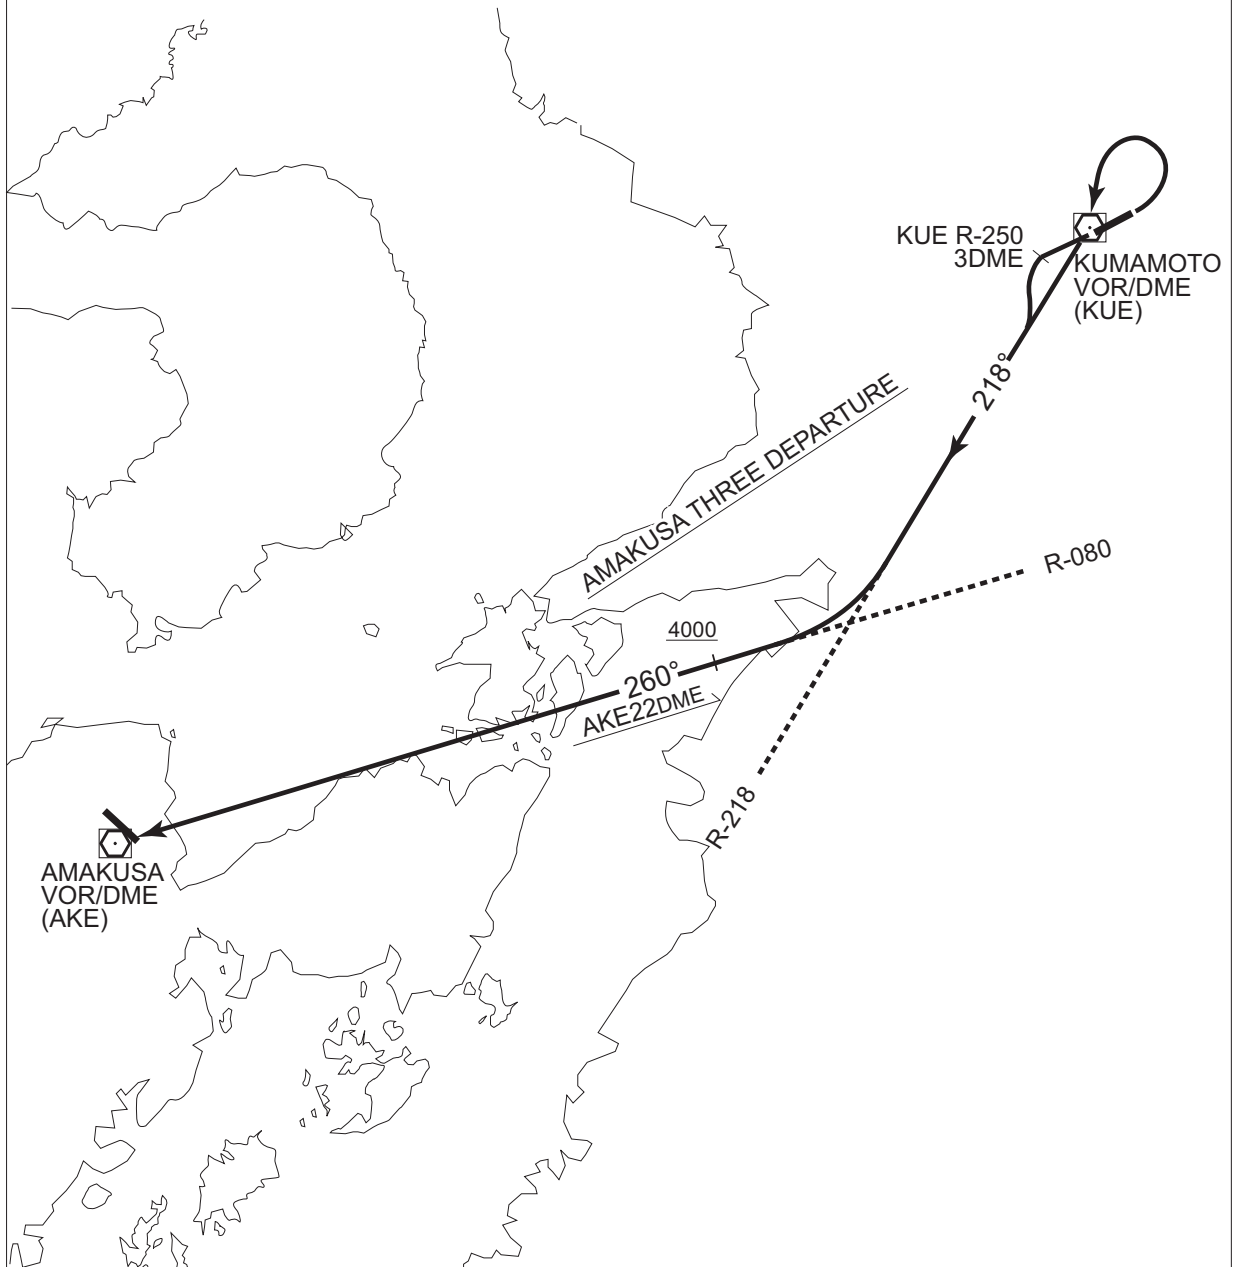 KUE R-250
3DME
KUMAMOTO
VOR/DME
(KUE)
218°
AMAKUSA THREE DEPARTURE
R-080
4000
260°
AKE22DME
R-218
AMAKUSA
VOR/DME
(AKE)